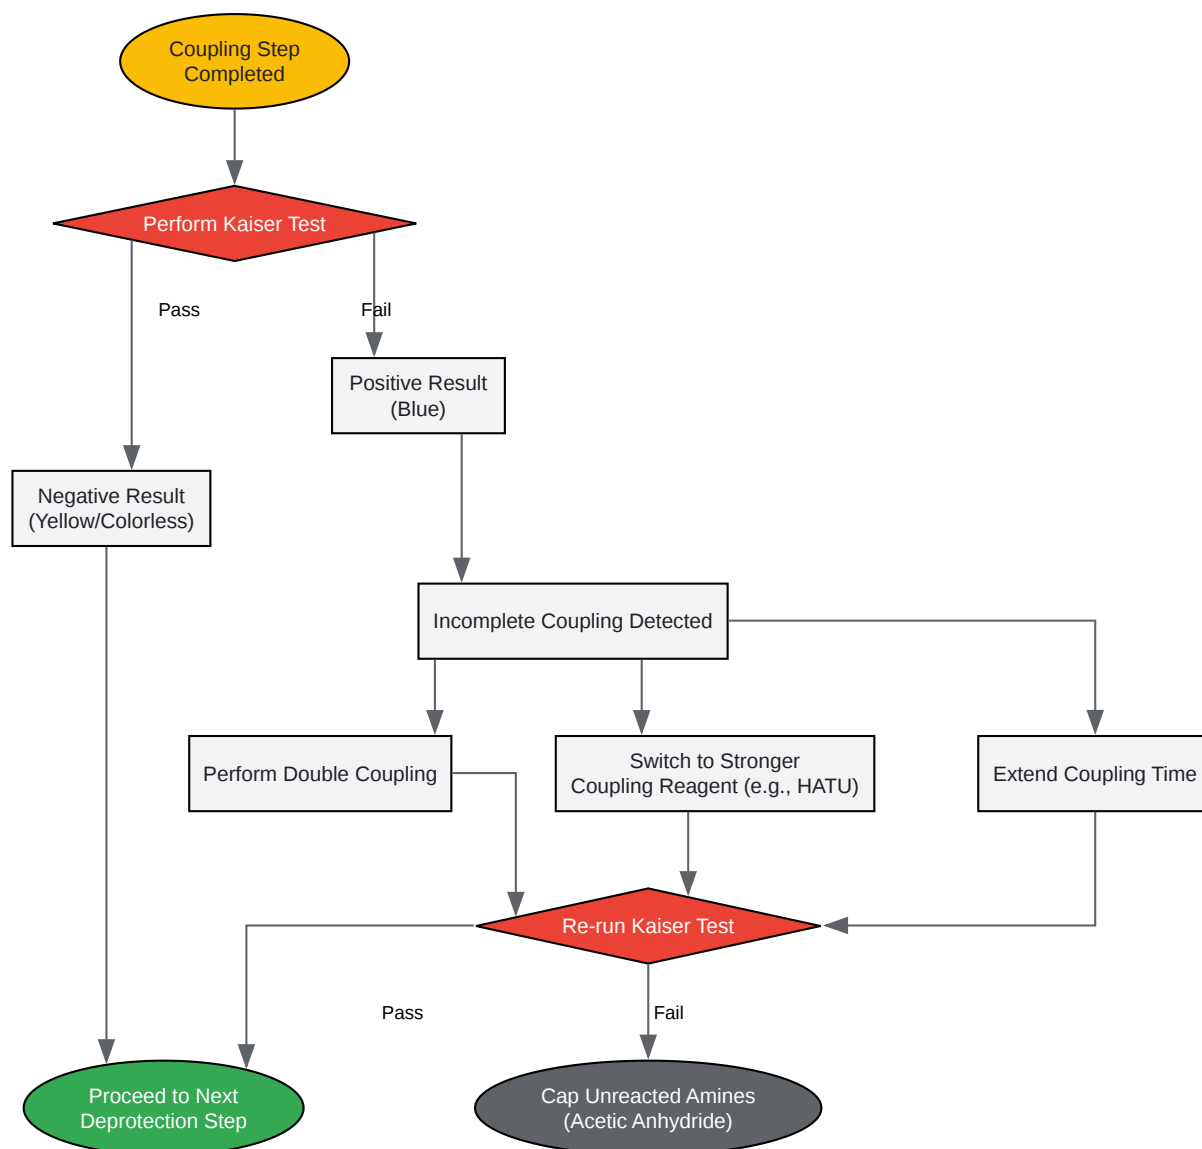 Coupling Step
Completed
Perform Kaiser Test
Pass
Fail
Positive Result
(Blue)
Negative Result
(Yellow/Colorless)
Incomplete Coupling Detected
Perform Double Coupling
Switch to Stronger
Coupling Reagent (e.g., HATU)
Extend Coupling Time
Re-run Kaiser Test
Pass
Fail
Proceed to Next
Deprotection Step
Cap Unreacted Amines
(Acetic Anhydride)